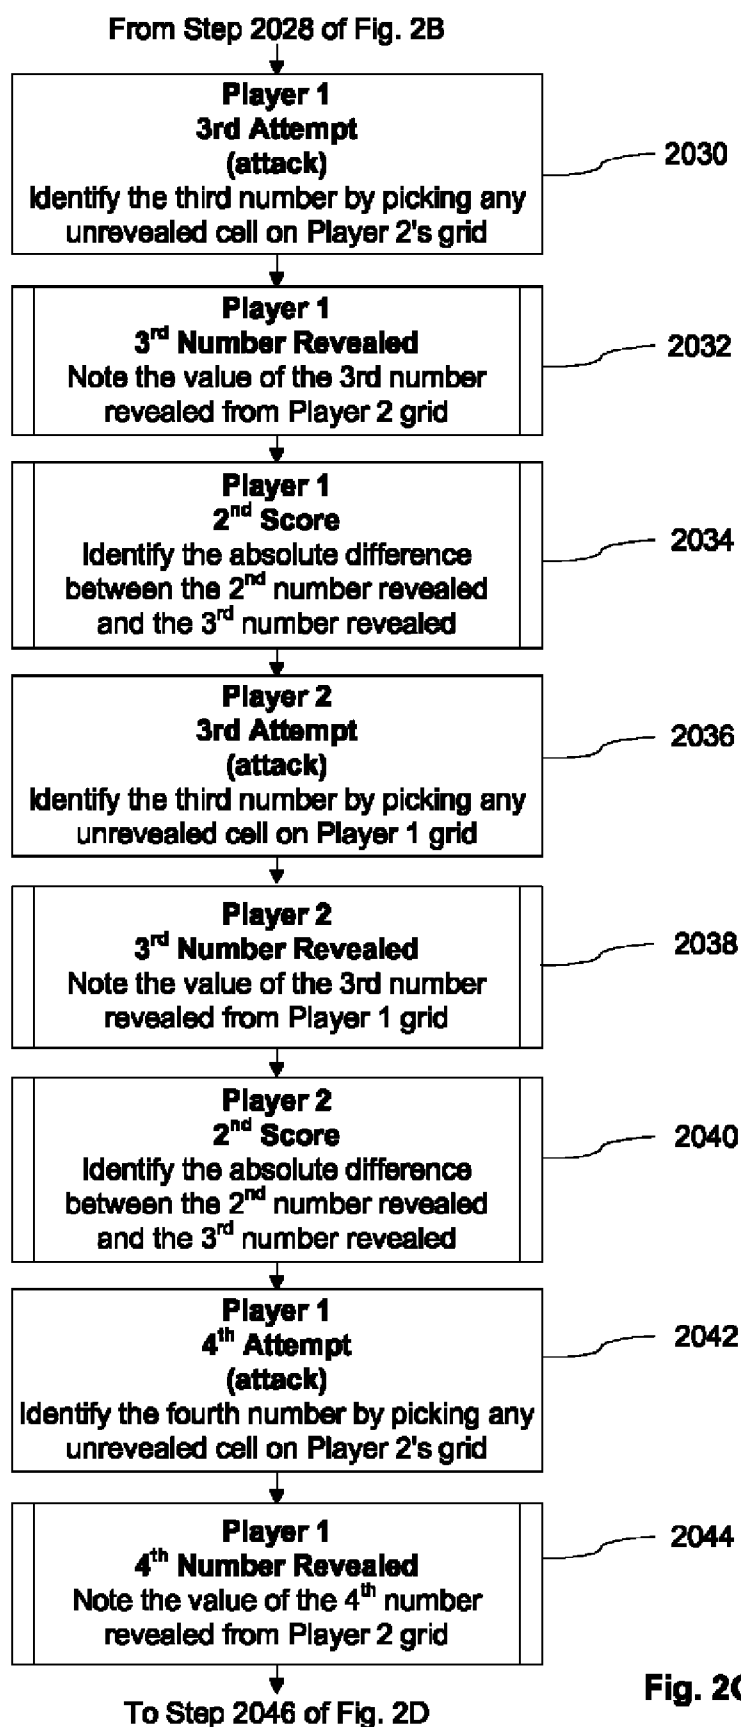 From Step 2028 of Fig. 2B
Player 1
3rd Attempt
(attack)
Identify the third number by picking any
unrevealed cell on Player 2's grid
2030
Player 1
3rd Number Revealed
Note the value of the 3rd number
revealed from Player 2 grid
2032
Player 1
2nd Score
Identify the absolute difference
between the 2nd number revealed
and the 3rd number revealed
2034
Player 2
3rd Attempt
(attack)
Identify the third number by picking any
unrevealed cell on Player 1 grid
2036
Player 2
3rd Number Revealed
Note the value of the 3rd number
revealed from Player 1 grid
2038
Player 2
2nd Score
Identify the absolute difference
between the 2nd number revealed
and the 3rd number revealed
2040
Player 1
4th Attempt
(attack)
Identify the fourth number by picking any
unrevealed cell on Player 2's grid
2042
Player 1
4th Number Revealed
Note the value of the 4th number
revealed from Player 2 grid
2044
Fig. 2C
To Step 2046 of Fig. 2D